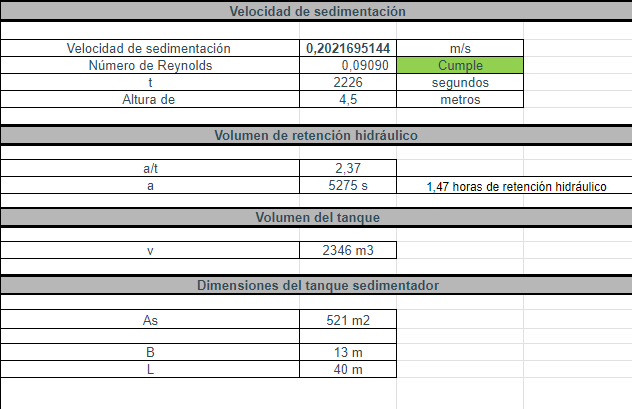 Velocidad de sedimentación
Velocidad de sedimentación 0,2021695144 m/s
Número de Reynolds 0,09090 Cumple
t 2226 segundos
Altura de 4,5 metros
Volumen de retención hidráulico
a/t 2,37
a 5275 s 1,47 horas de retención hidráulico
Volumen del tanque
v 2346 m3
Dimensiones del tanque sedimentador
As 521 m2
B 13 m
L 40 m